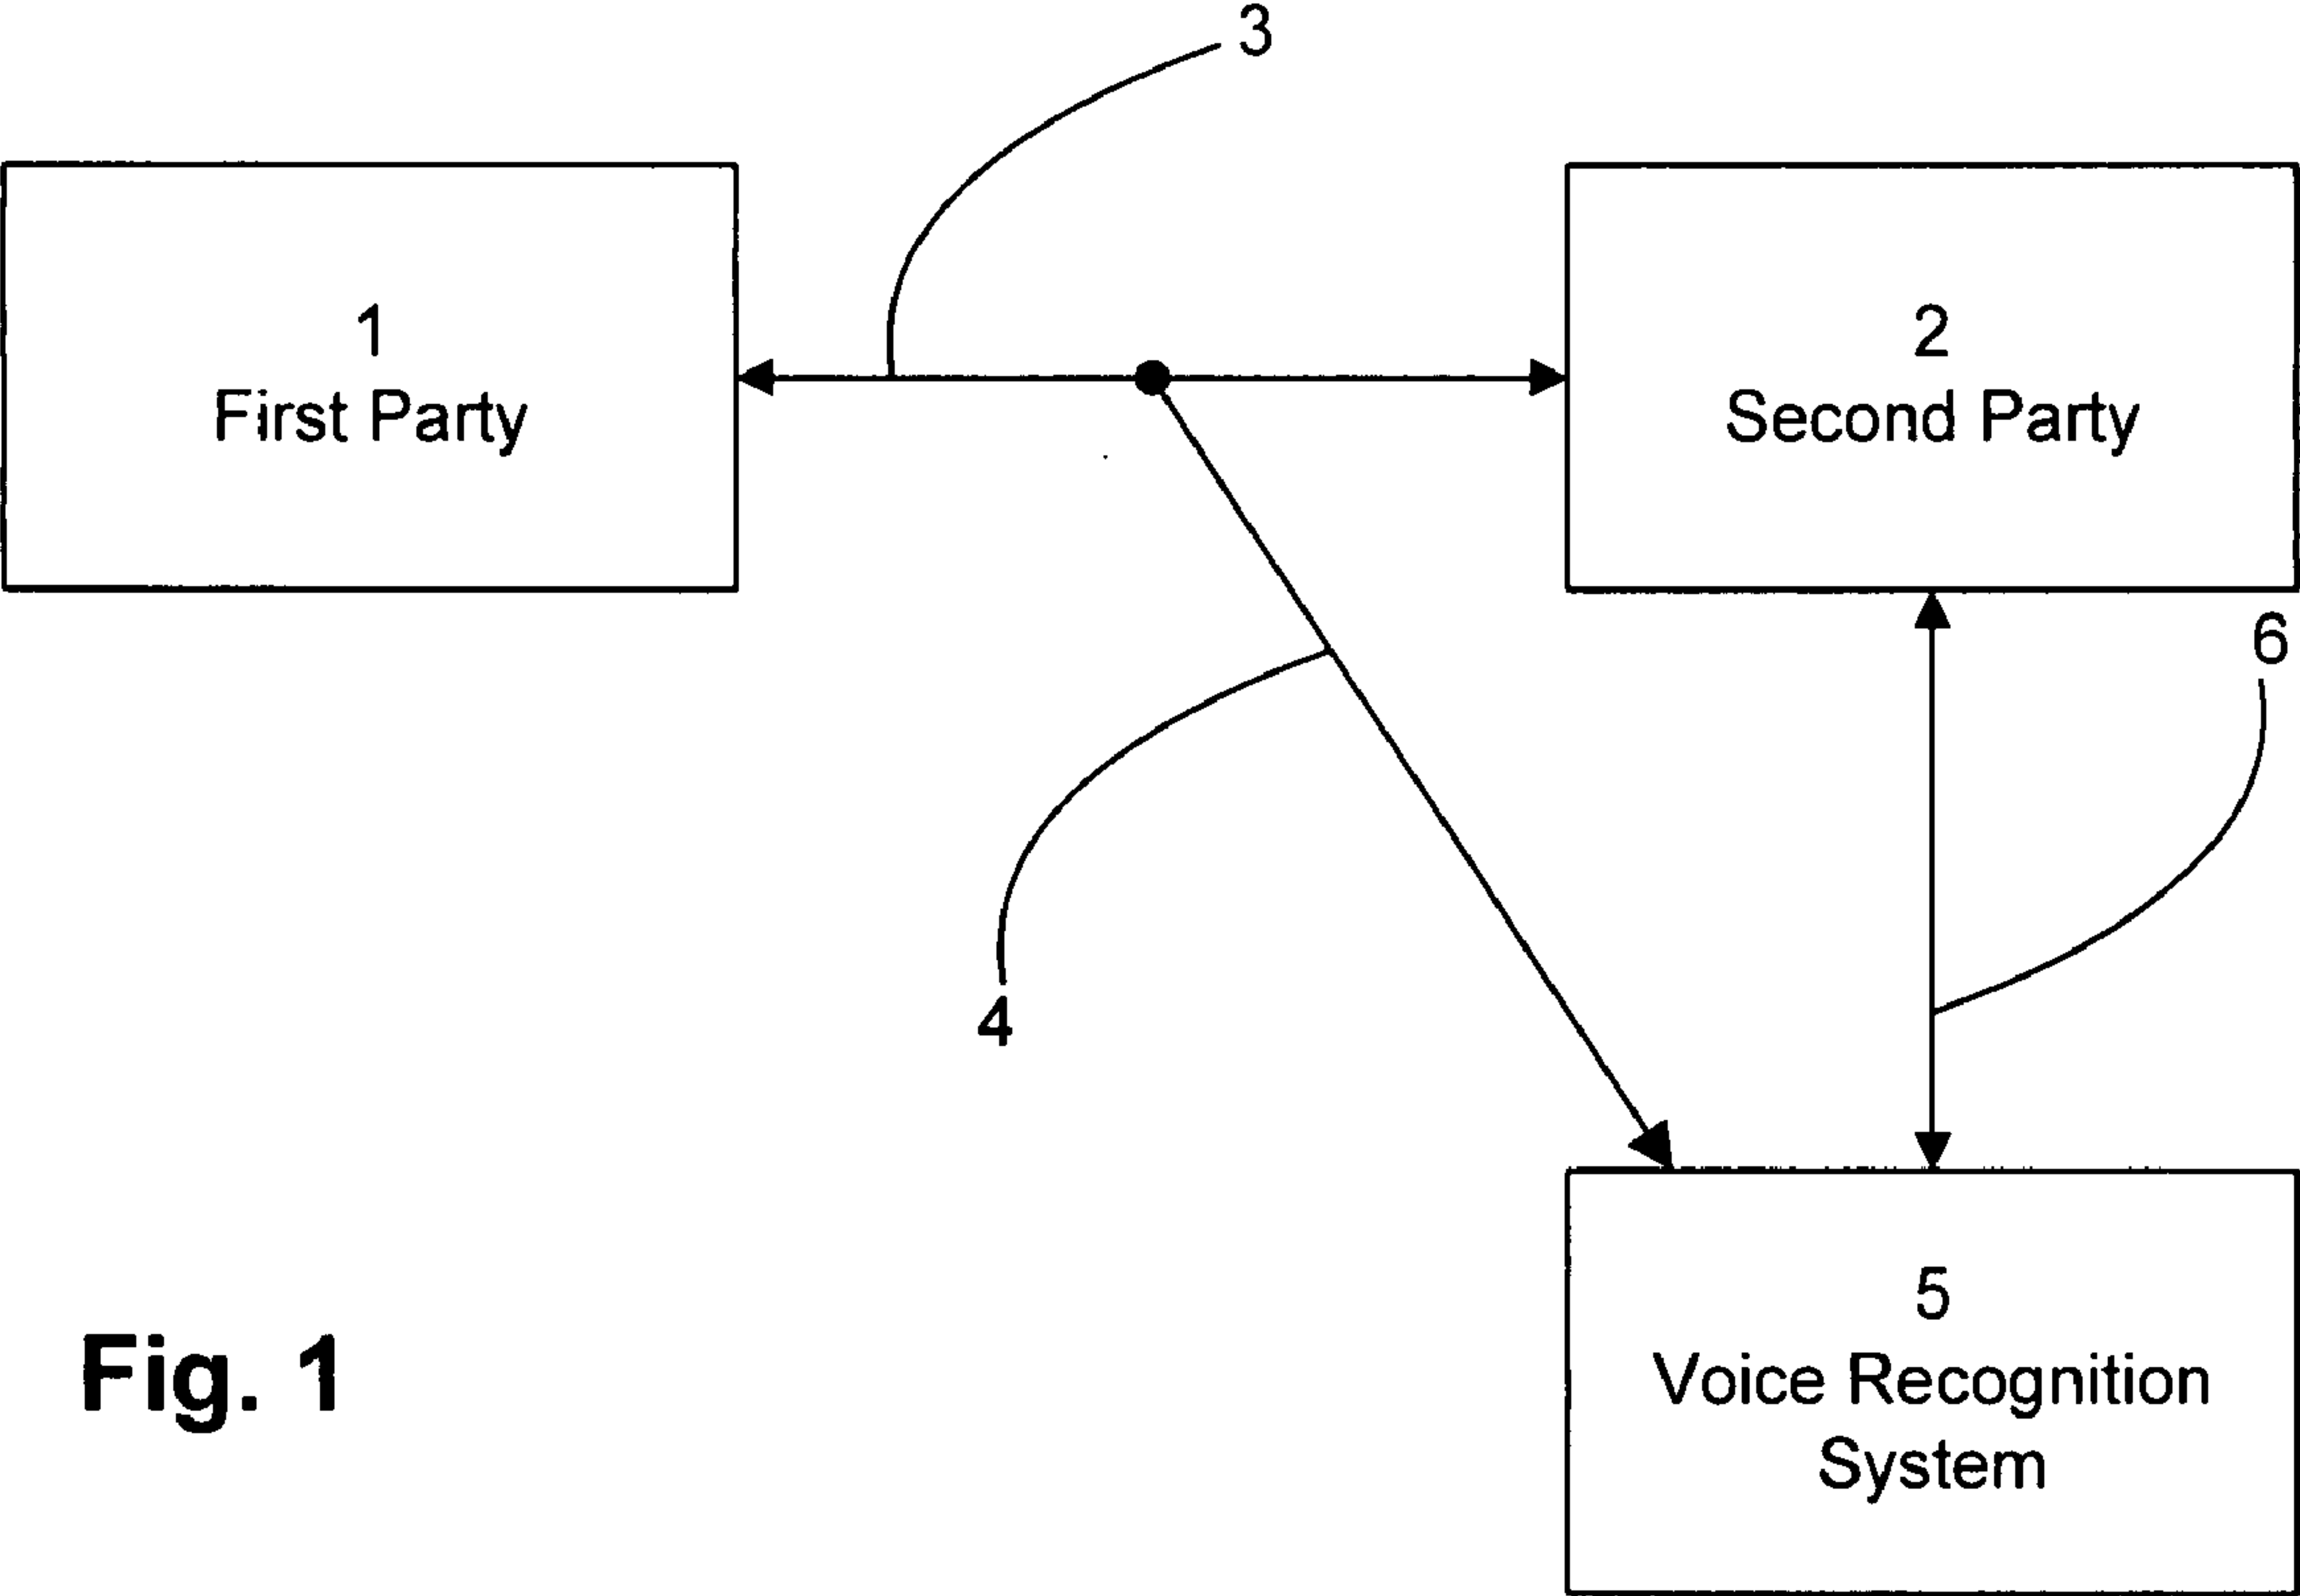 3
1
First Party
2
Second Party
6
4
5
Voice Recognition
System
Fig. 1